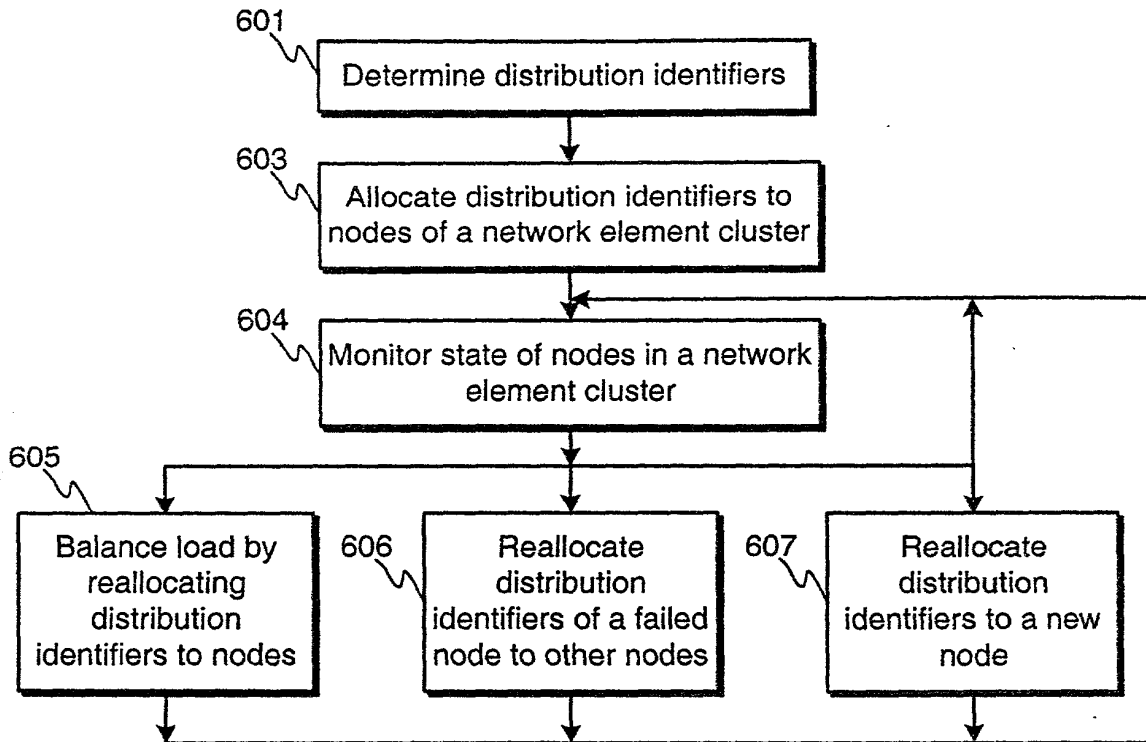 601
Determine distribution identifiers
603
Allocate distribution identifiers to
nodes of a network element cluster
604
Monitor state of nodes in a network
element cluster
605
Balance load by
reallocating
distribution
identifiers to nodes
606
Reallocate
distribution
identifiers of a failed
node to other nodes
607
Reallocate
distribution
identifiers to a new
node